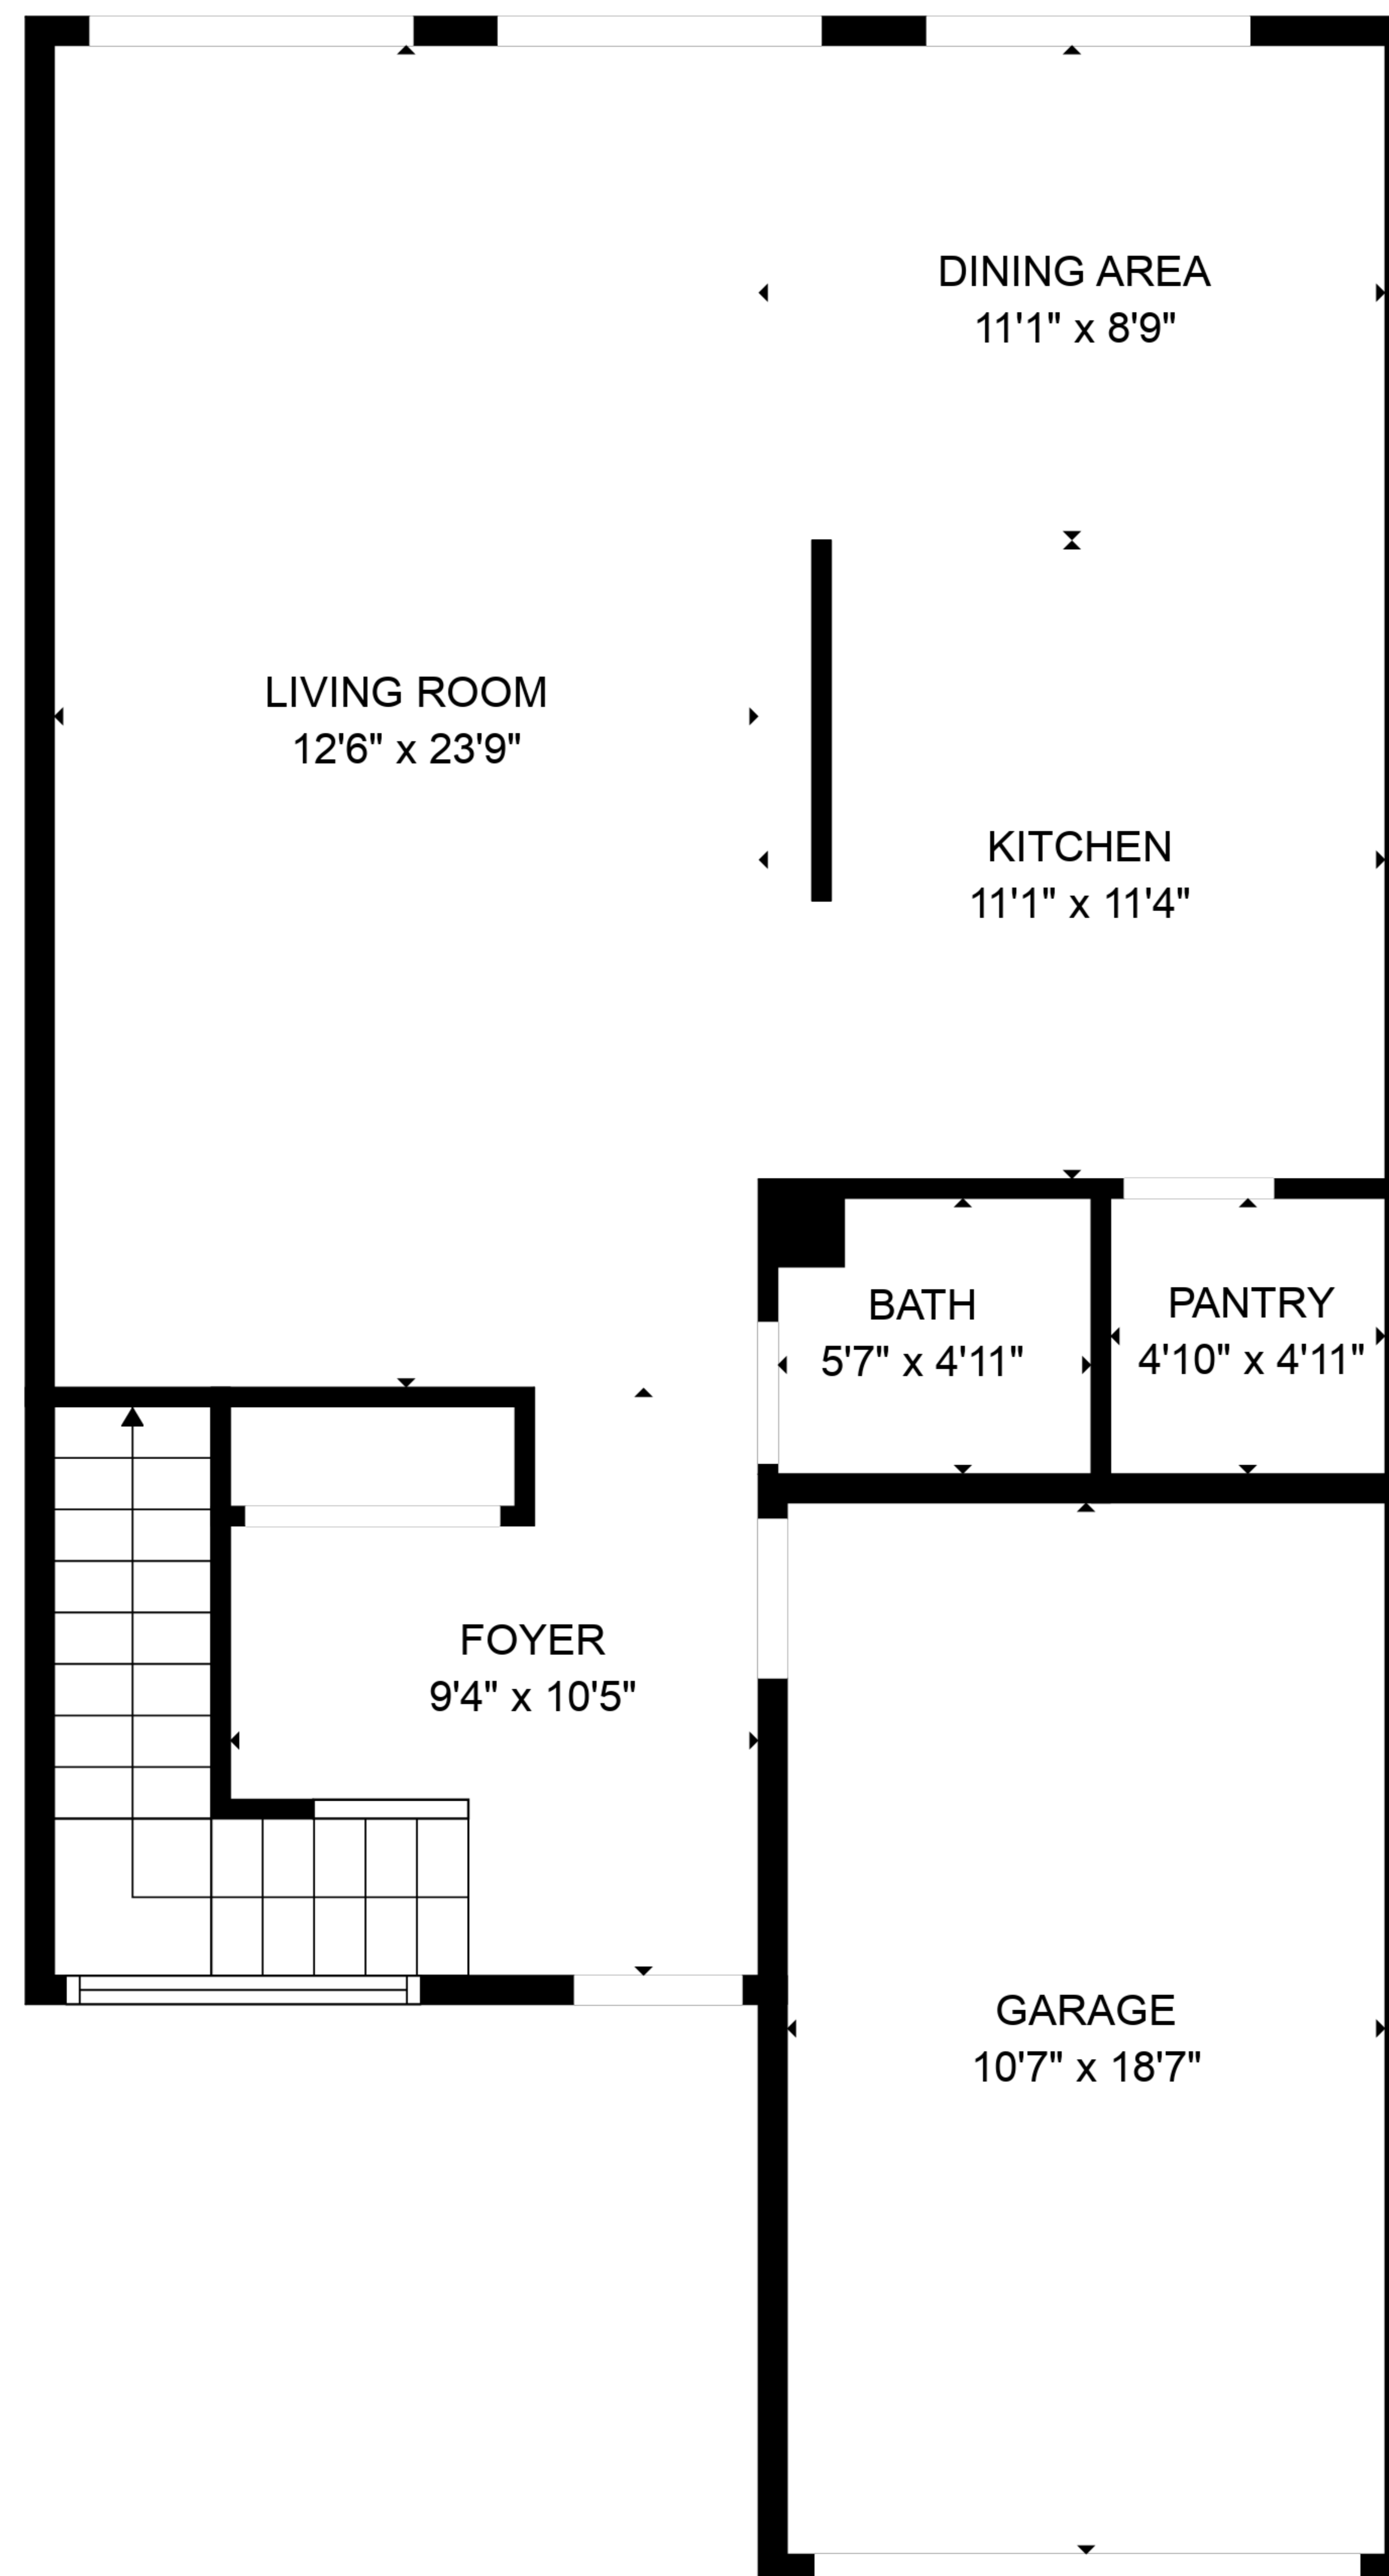 DINING AREA
11'1" x 8'9"
LIVING ROOM
12'6" x 23'9"
KITCHEN
11'1" x 11'4"
BATH
5'7" x 4'11"
PANTRY
4'10" x 4'11"
FOYER
9'4" x 10'5"
GARAGE
10'7" x 18'7"